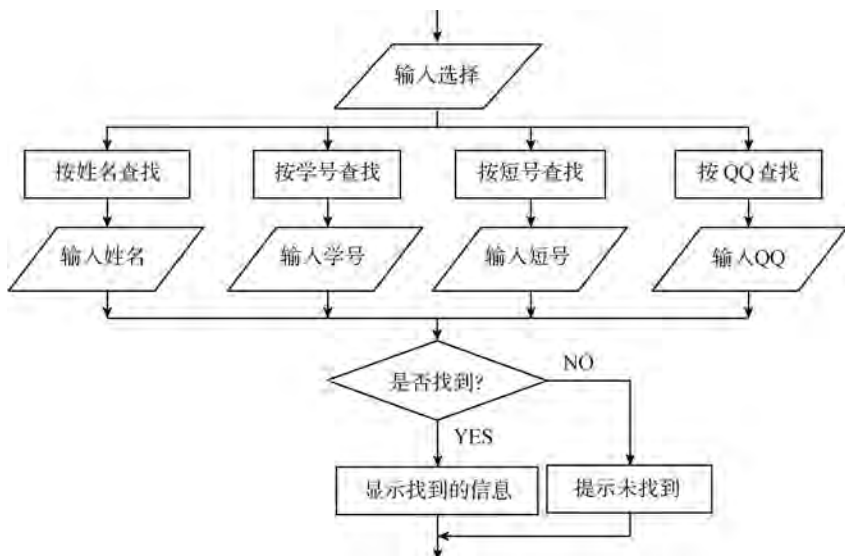 输入选择
按姓名查找
按学号查找
按短号查找
按QQ查找
输入姓名
输入学号
输入短号
输入QQ
是否找到?
NO
YES
显示找到的信息
提示未找到